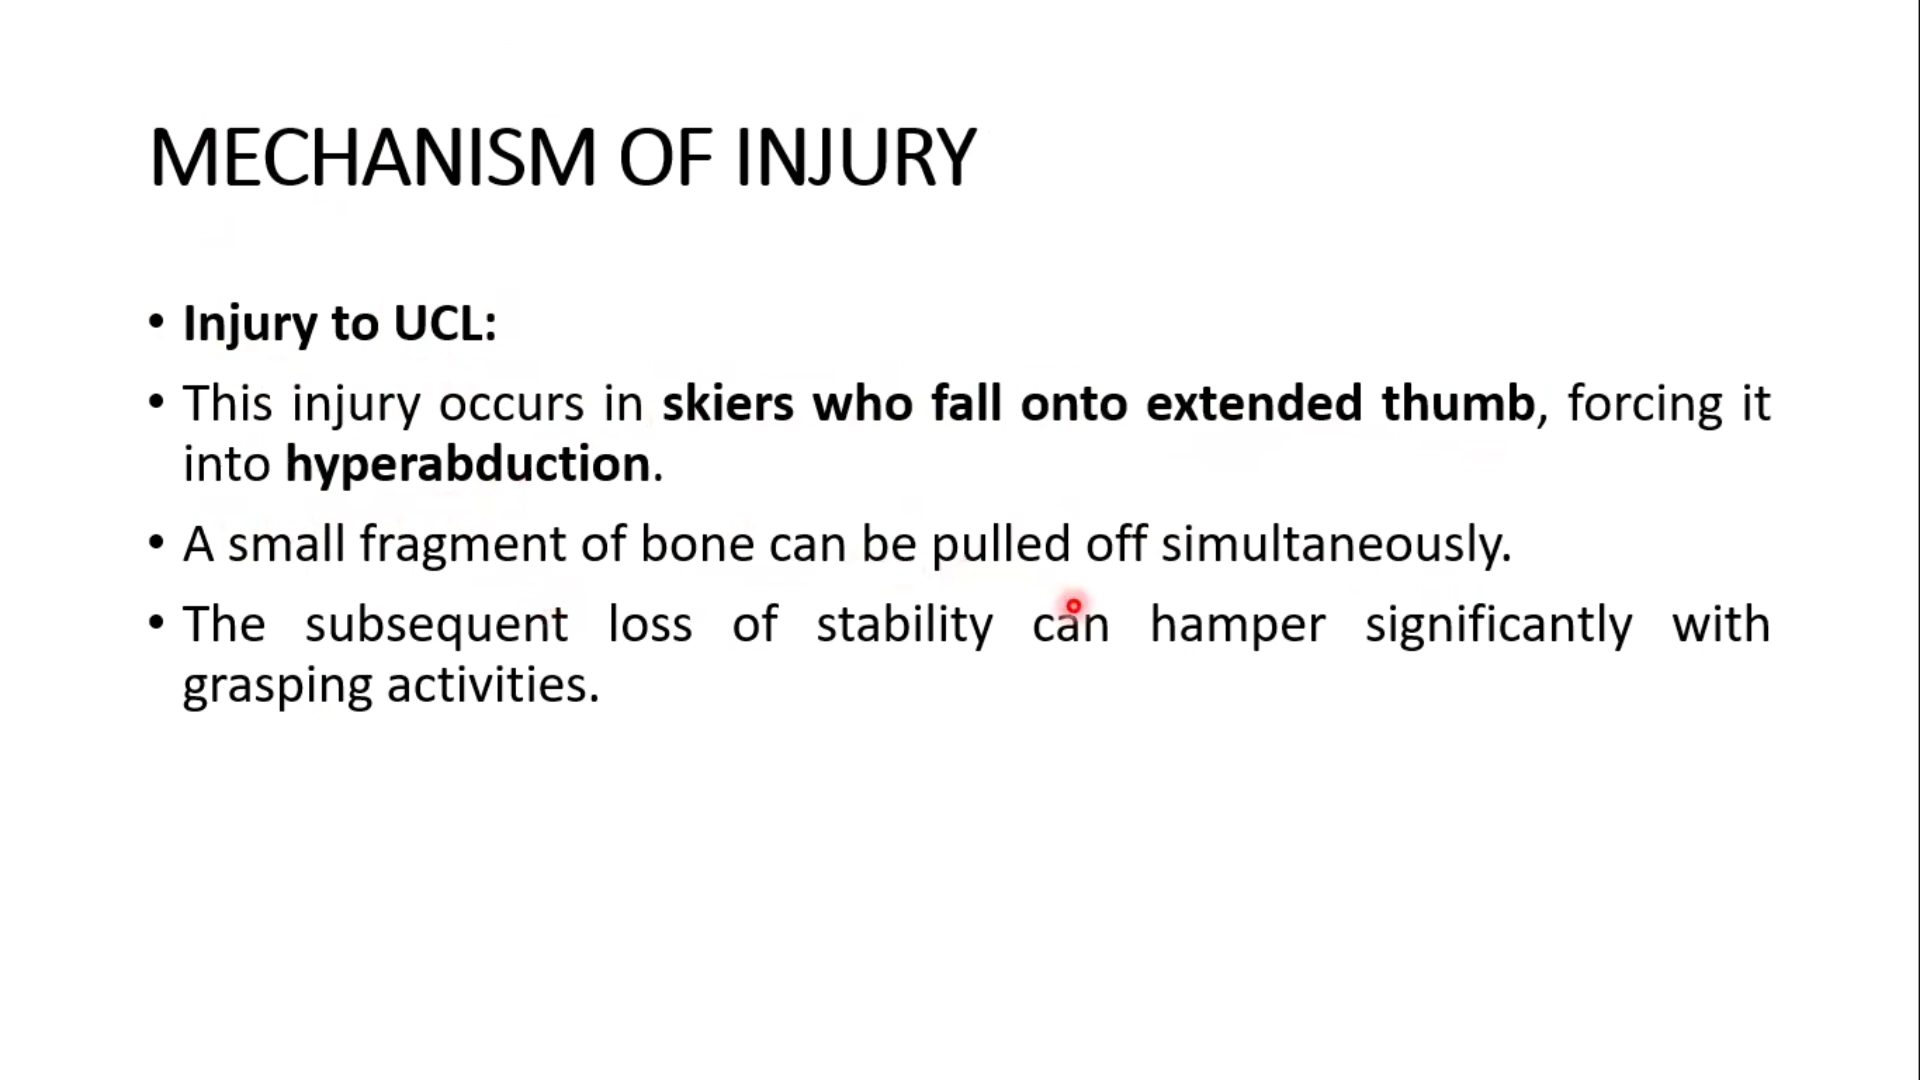 MECHANISM OF INJURY
• Injury to UCL:
• This injury occurs in skiers who fall onto extended thumb, forcing it
into hyperabduction.
• A small fragment of bone can be pulled off simultaneously.
• The subsequent loss of stability can hamper significantly with
grasping activities.